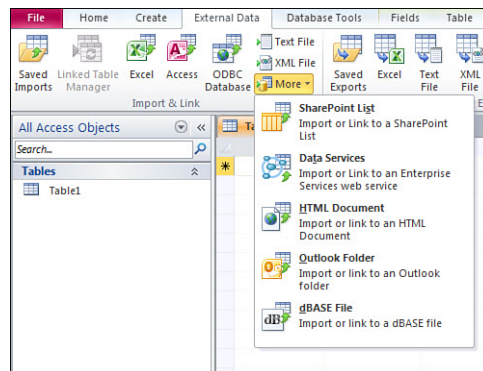 File Home Create External Data Database Tools Fields Table
Saved Imports
Linked Table Manager
Excel
Access
ODBC Database
Text File
XML File
More
Saved Exports
Excel
Text File
XML File
Import & Link
All Access Objects
Search...
Tables
Table1
SharePoint List
Import or Link to a SharePoint
List
Data Services
Import or Link to an Enterprise
Services web service
HTML Document
Import or link to an HTML
Document
Outlook Folder
Import or link to an Outlook
folder
dB
dBASE File
Import or link to a dBASE file